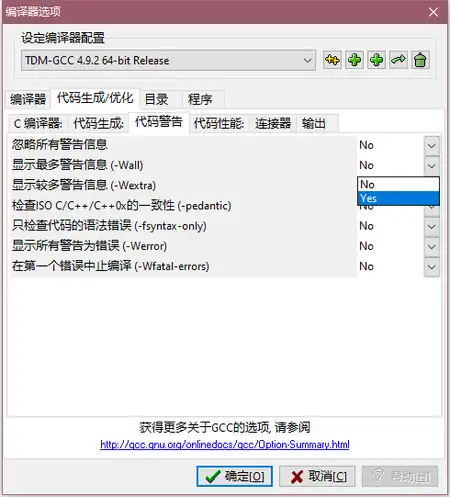 编译器选项
设定编译器配置
TDM-GCC 4.9.2 64-bit Release
编译器 代码生成/优化 目录 程序
C 编译器: 代码生成: 代码警告 代码性能: 连接器 输出
忽略所有警告信息 No
显示最多警告信息 (-Wall) No
显示较多警告信息 (-Wextra) No
Yes
检查ISO C/C++/C++0x的一致性 (-pedantic) No
只检查代码的语法错误 (-fsyntax-only) No
显示所有警告为错误 (-Werror) No
在第一个错误中止编译 (-Wfatal-errors) No
获得更多关于GCC的选项, 请参阅
http://gcc.gnu.org/onlinedocs/gcc/Option-Summary.html
确定[O] 取消[C] 帮助[H]